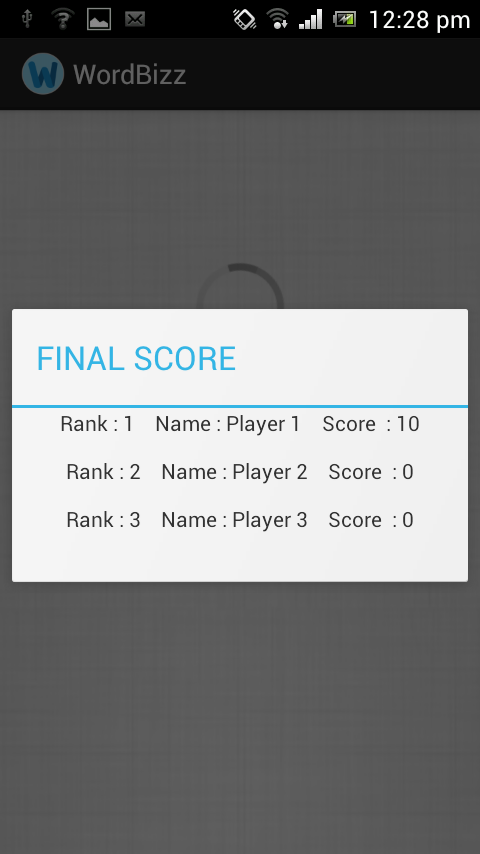 12:28 pm
W WordBizz
FINAL SCORE
Rank : 1 Name : Player 1 Score : 10
Rank : 2 Name : Player 2 Score : 0
Rank : 3 Name : Player 3 Score : 0